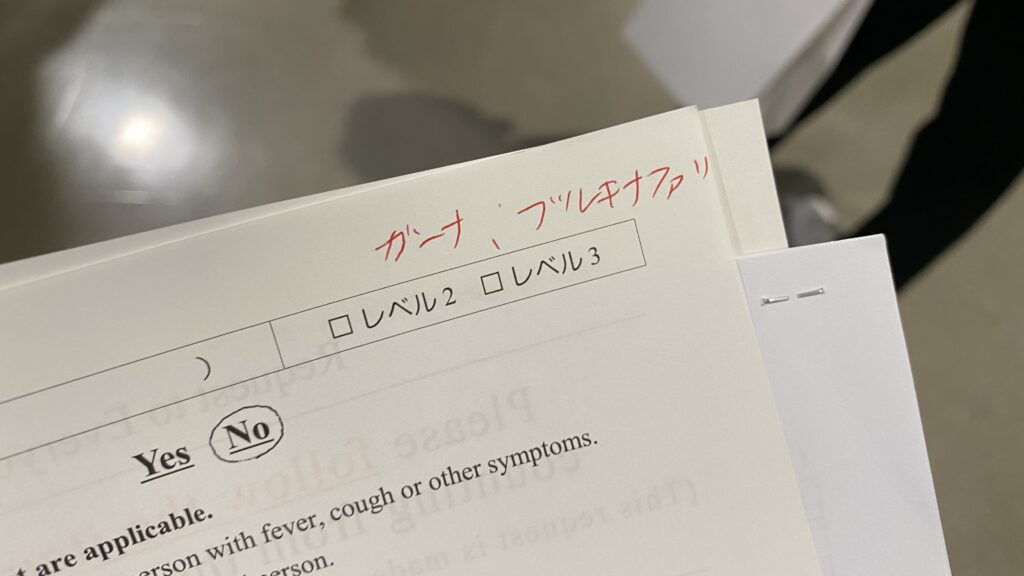 ガーナ、ブルキナファソ
□ レベル2 □ レベル3
)
Yes No
are applicable.
erson with fever, cough or other symptoms.
person.